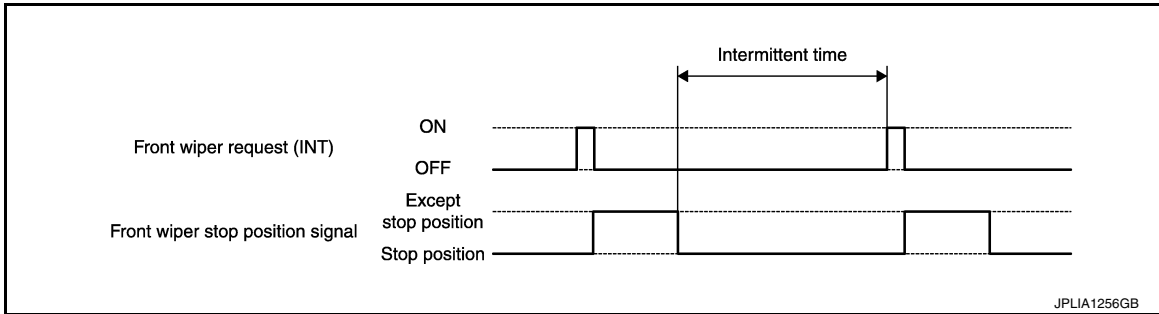 Intermittent time
ON
Front wiper request (INT)
OFF
Except
stop position
Front wiper stop position signal
Stop position
JPLIA1256GB